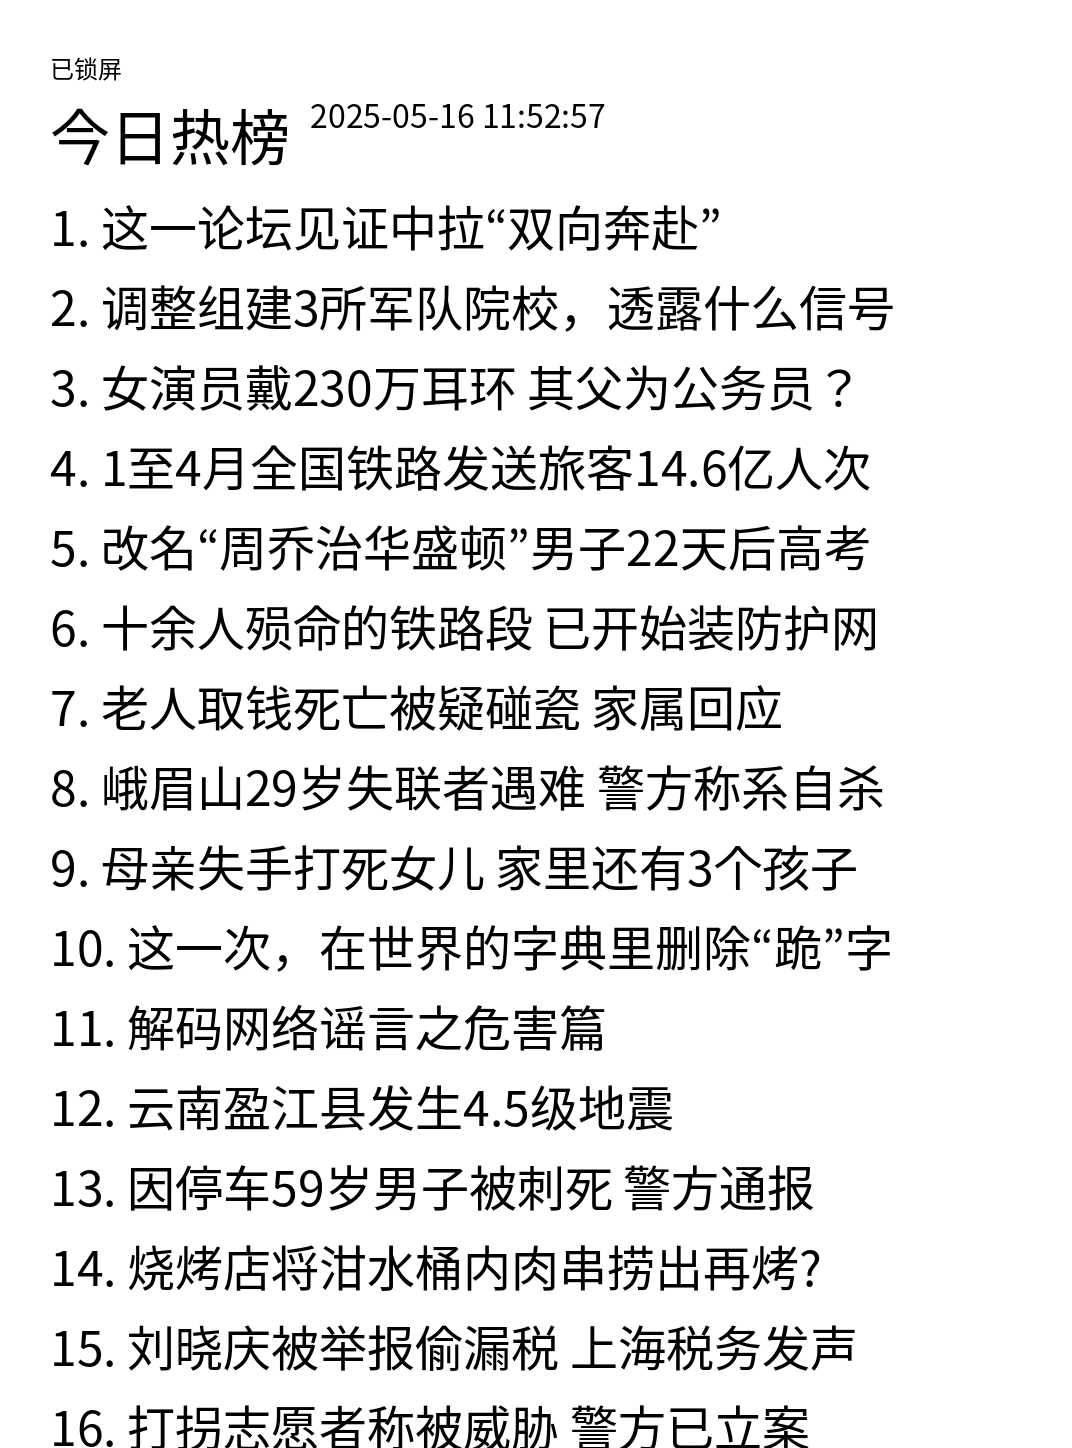 已锁屏
今日热榜 2025-05-16 11:52:57
1. 这一论坛见证中拉“双向奔赴”
2. 调整组建3所军队院校，透露什么信号
3. 女演员戴230万耳环 其父为公务员？
4. 1至4月全国铁路发送旅客14.6亿人次
5. 改名“周乔治华盛顿”男子22天后高考
6. 十余人殒命的铁路段 已开始装防护网
7. 老人取钱死亡被疑碰瓷 家属回应
8. 峨眉山29岁失联者遇难 警方称系自杀
9. 母亲失手打死女儿 家里还有3个孩子
10. 这一次，在世界的字典里删除“跪”字
11. 解码网络谣言之危害篇
12. 云南盈江县发生4.5级地震
13. 因停车59岁男子被刺死 警方通报
14. 烧烤店将泔水桶内肉串捞出再烤?
15. 刘晓庆被举报偷漏税 上海税务发声
16. 打拐志愿者称被威胁 警方已立案